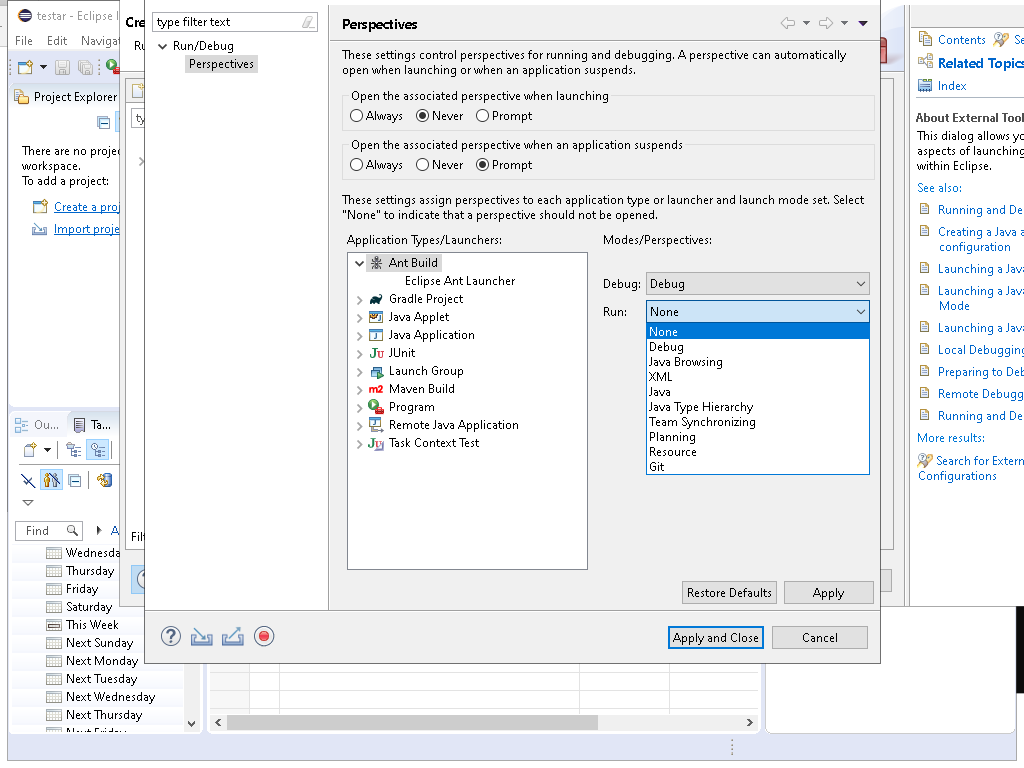 testar - Eclipse I
File Edit Navigat
Project Explorer
There are no proje
workspace.
To add a project:
Create a proj
Import proje
Ou...
Ta...
Find
A
Wednesda
Thursday
Friday
Saturday
This Week
Next Sunday
Next Monday
Next Tuesday
Next Wednesday
Next Thursday
Next Friday
Cre
Ru
ty
Filt
type filter text
Run/Debug
Perspectives
Perspectives
These settings control perspectives for running and debugging. A perspective can automatically
open when launching or when an application suspends.
Open the associated perspective when launching
Always Never Prompt
Open the associated perspective when an application suspends
Always Never Prompt
These settings assign perspectives to each application type or launcher and launch mode set. Select
"None" to indicate that a perspective should not be opened.
Application Types/Launchers:
Ant Build
Eclipse Ant Launcher
Gradle Project
Java Applet
Java Application
JUnit
Launch Group
m2 Maven Build
Program
Remote Java Application
Task Context Test
Modes/Perspectives:
Debug: Debug
Run: None
None
Debug
Java Browsing
XML
Java
Java Type Hierarchy
Team Synchronizing
Planning
Resource
Git
Restore Defaults Apply
Apply and Close Cancel
Contents Se
Related Topics
Index
About External Tool
This dialog allows yo
aspects of launching
within Eclipse.
See also:
Running and De
Creating a Java a
configuration
Launching a Java
Launching a Java
Mode
Launching a Java
Local Debugging
Preparing to Deb
Remote Debugg
Running and De
More results:
Search for Extern
Configurations